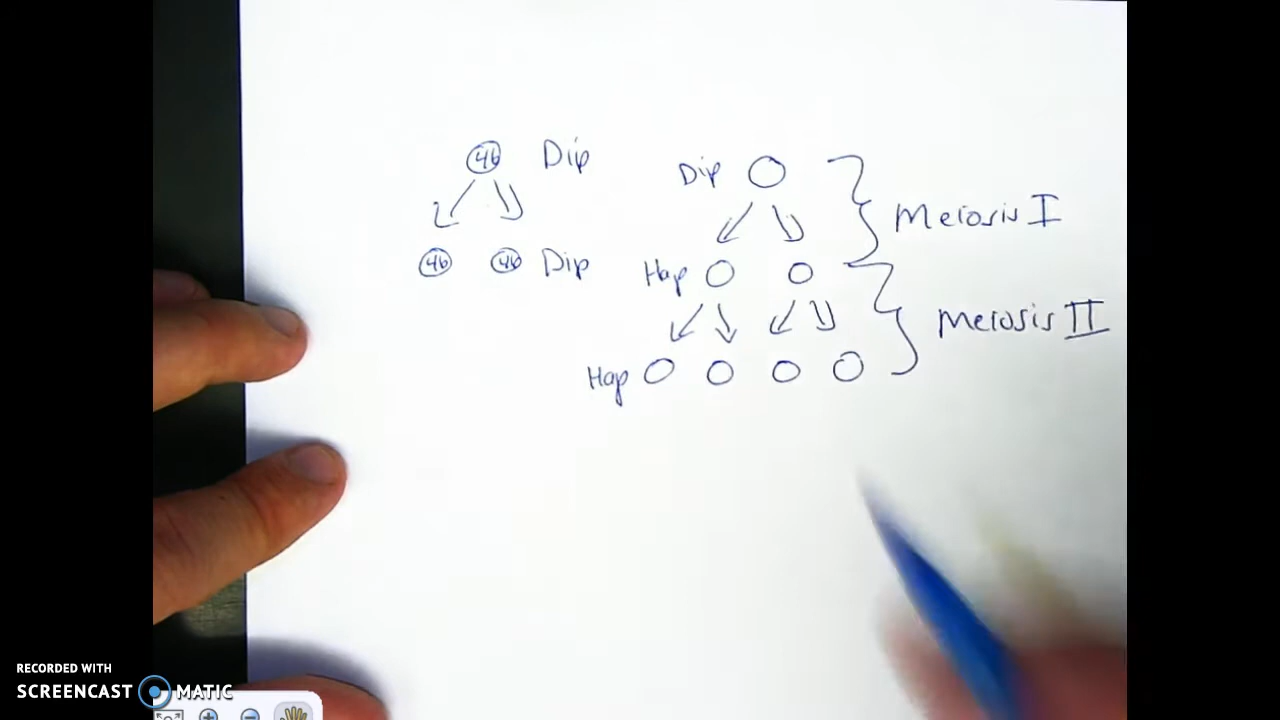 46 Dip
46 46 Dip
Dip
Meiosis I
Hap
Meiosis II
Hap
RECORDED WITH
SCREENCAST MATIC